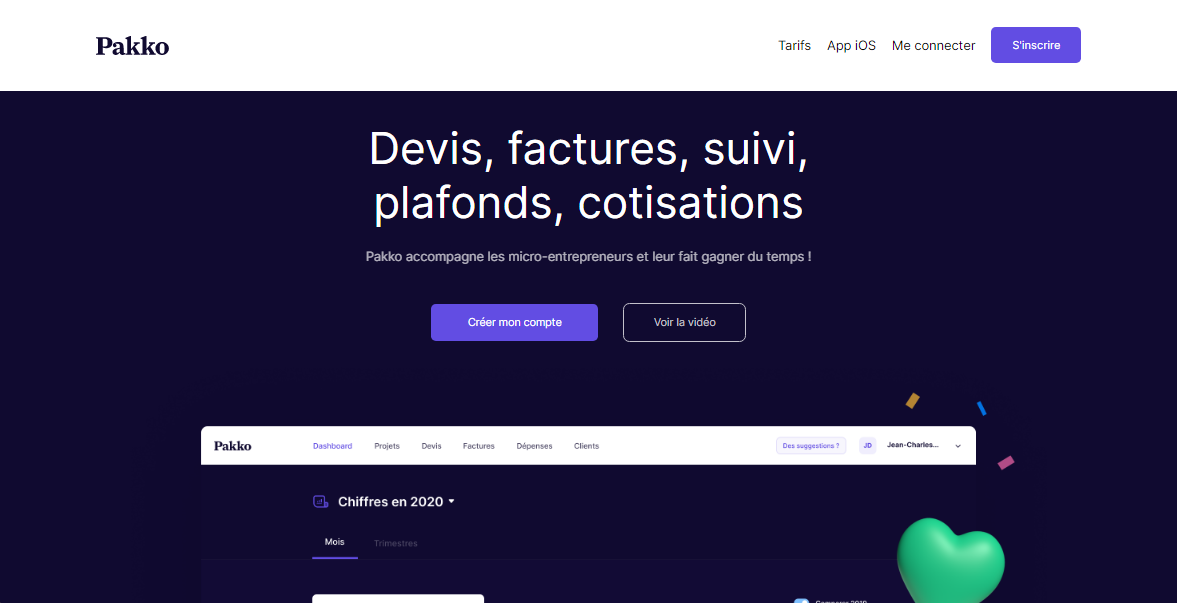 Pakko
Tarifs App iOS Me connecter S'inscrire
Devis, factures, suivi,
plafonds, cotisations
Pakko accompagne les micro-entrepreneurs et leur fait gagner du temps !
Créer mon compte Voir la vidéo
Pakko Dashboard Projets Devis Factures Dépenses Clients Des suggestions ? JD Jean-Charles...
Chiffres en 2020
Mois Trimestres